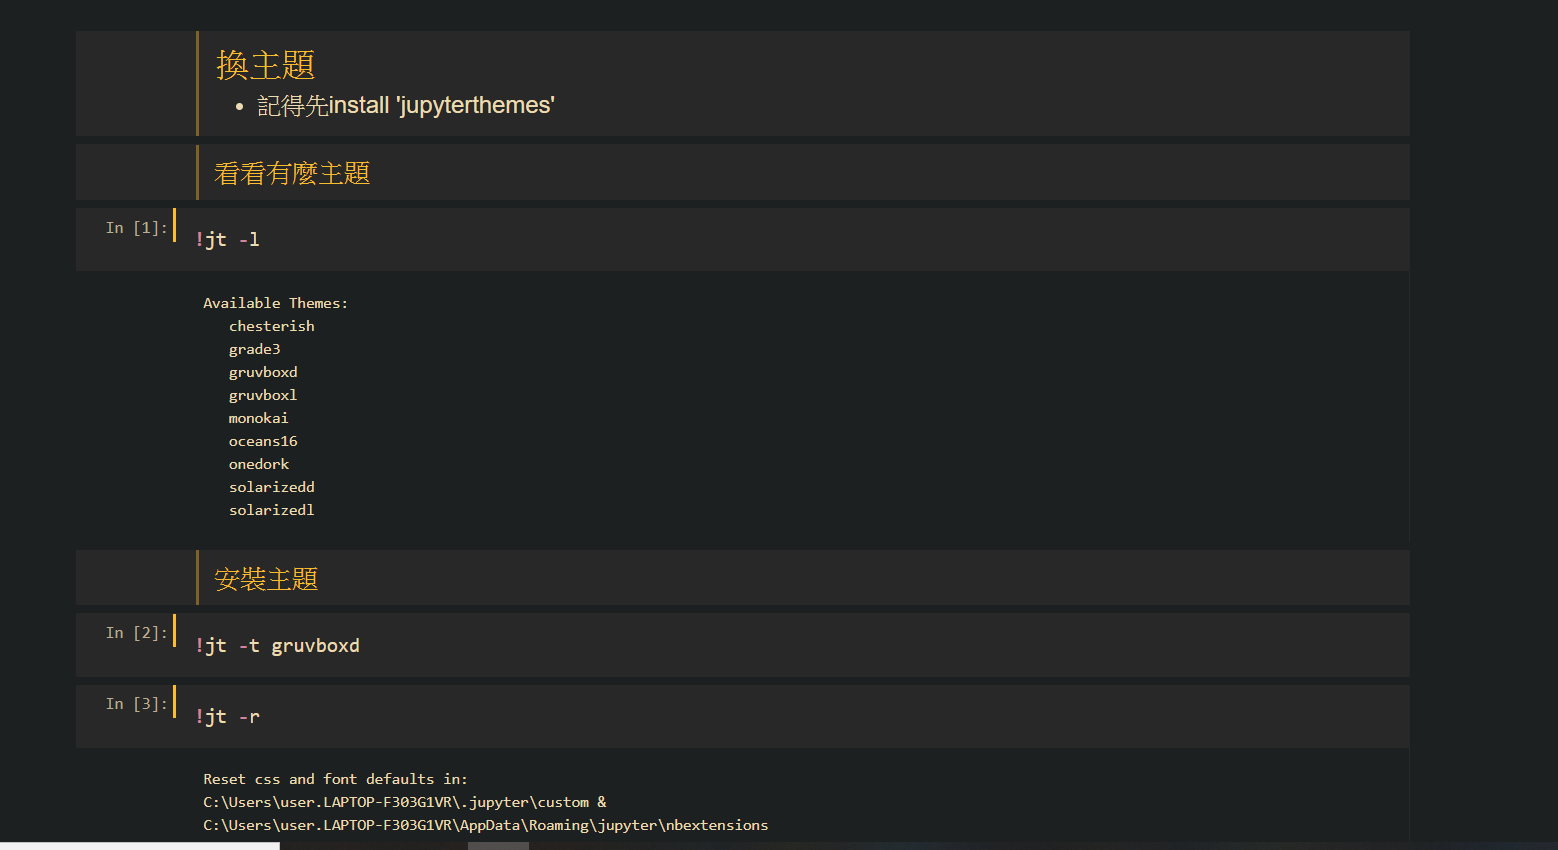 換主題
• 記得先install 'jupyterthemes'
看看有麼主題
In [1]: !jt -l
Available Themes:
chesterish
grade3
gruvboxd
gruvboxl
monokai
oceans16
onedork
solarizedd
solarizedl
安裝主題
In [2]: !jt -t gruvboxd
In [3]: !jt -r
Reset css and font defaults in:
C:\Users\user.LAPTOP-F303G1VR\.jupyter\custom &
C:\Users\user.LAPTOP-F303G1VR\AppData\Roaming\jupyter\nbextensions